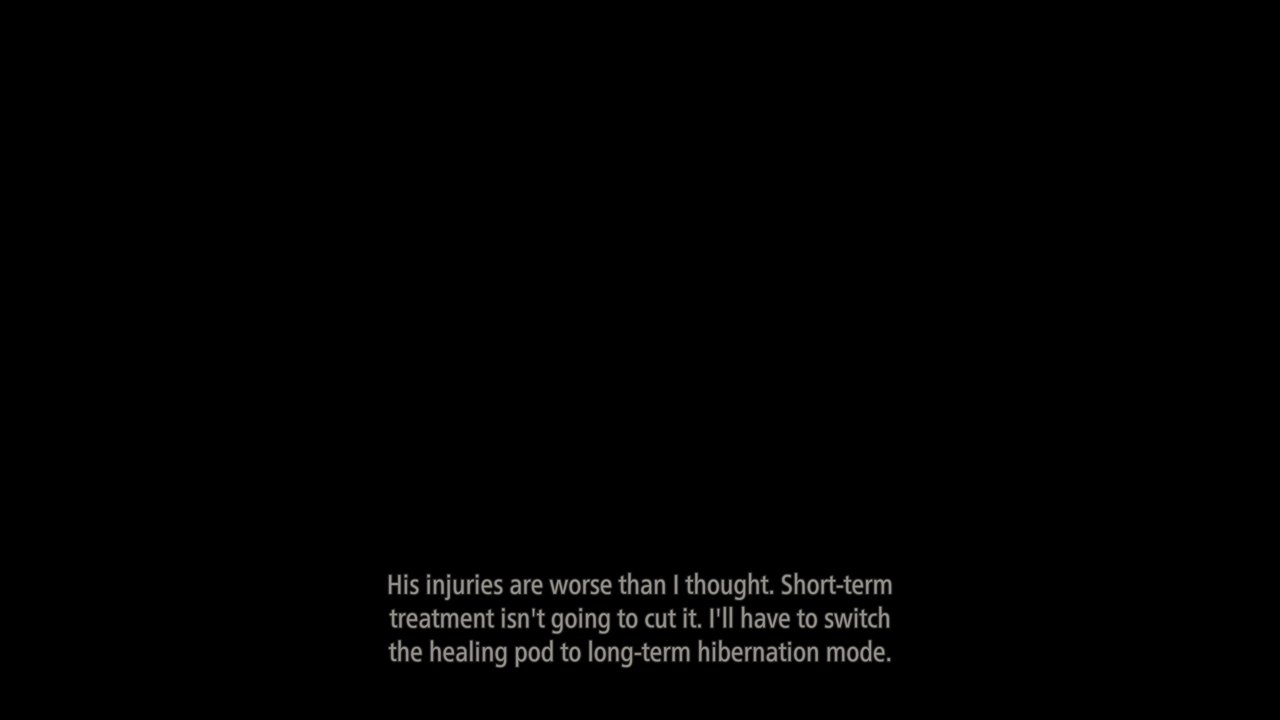 His injuries are worse than I thought. Short-term
treatment isn't going to cut it. I'll have to switch
the healing pod to long-term hibernation mode.